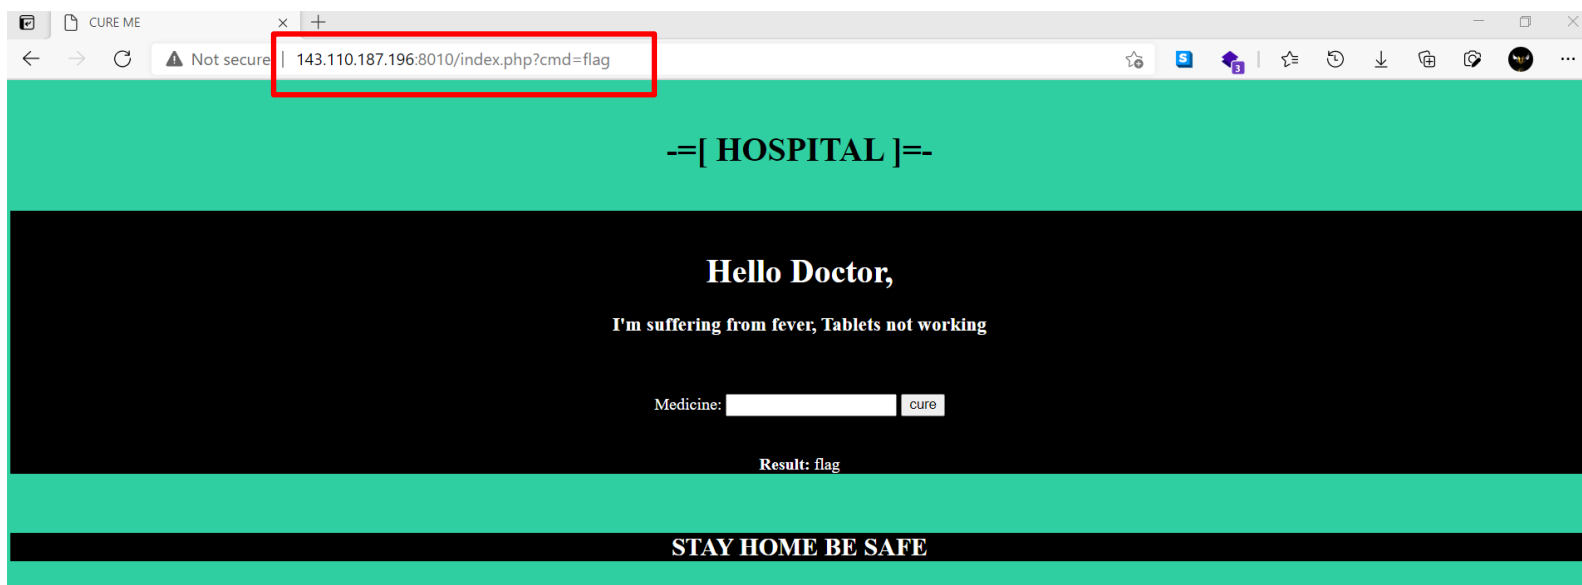 CURE ME
Not secure | 143.110.187.196:8010/index.php?cmd=flag
S
3
-=[ HOSPITAL ]=-
Hello Doctor,
I'm suffering from fever, Tablets not working
Medicine: cure
Result: flag
STAY HOME BE SAFE